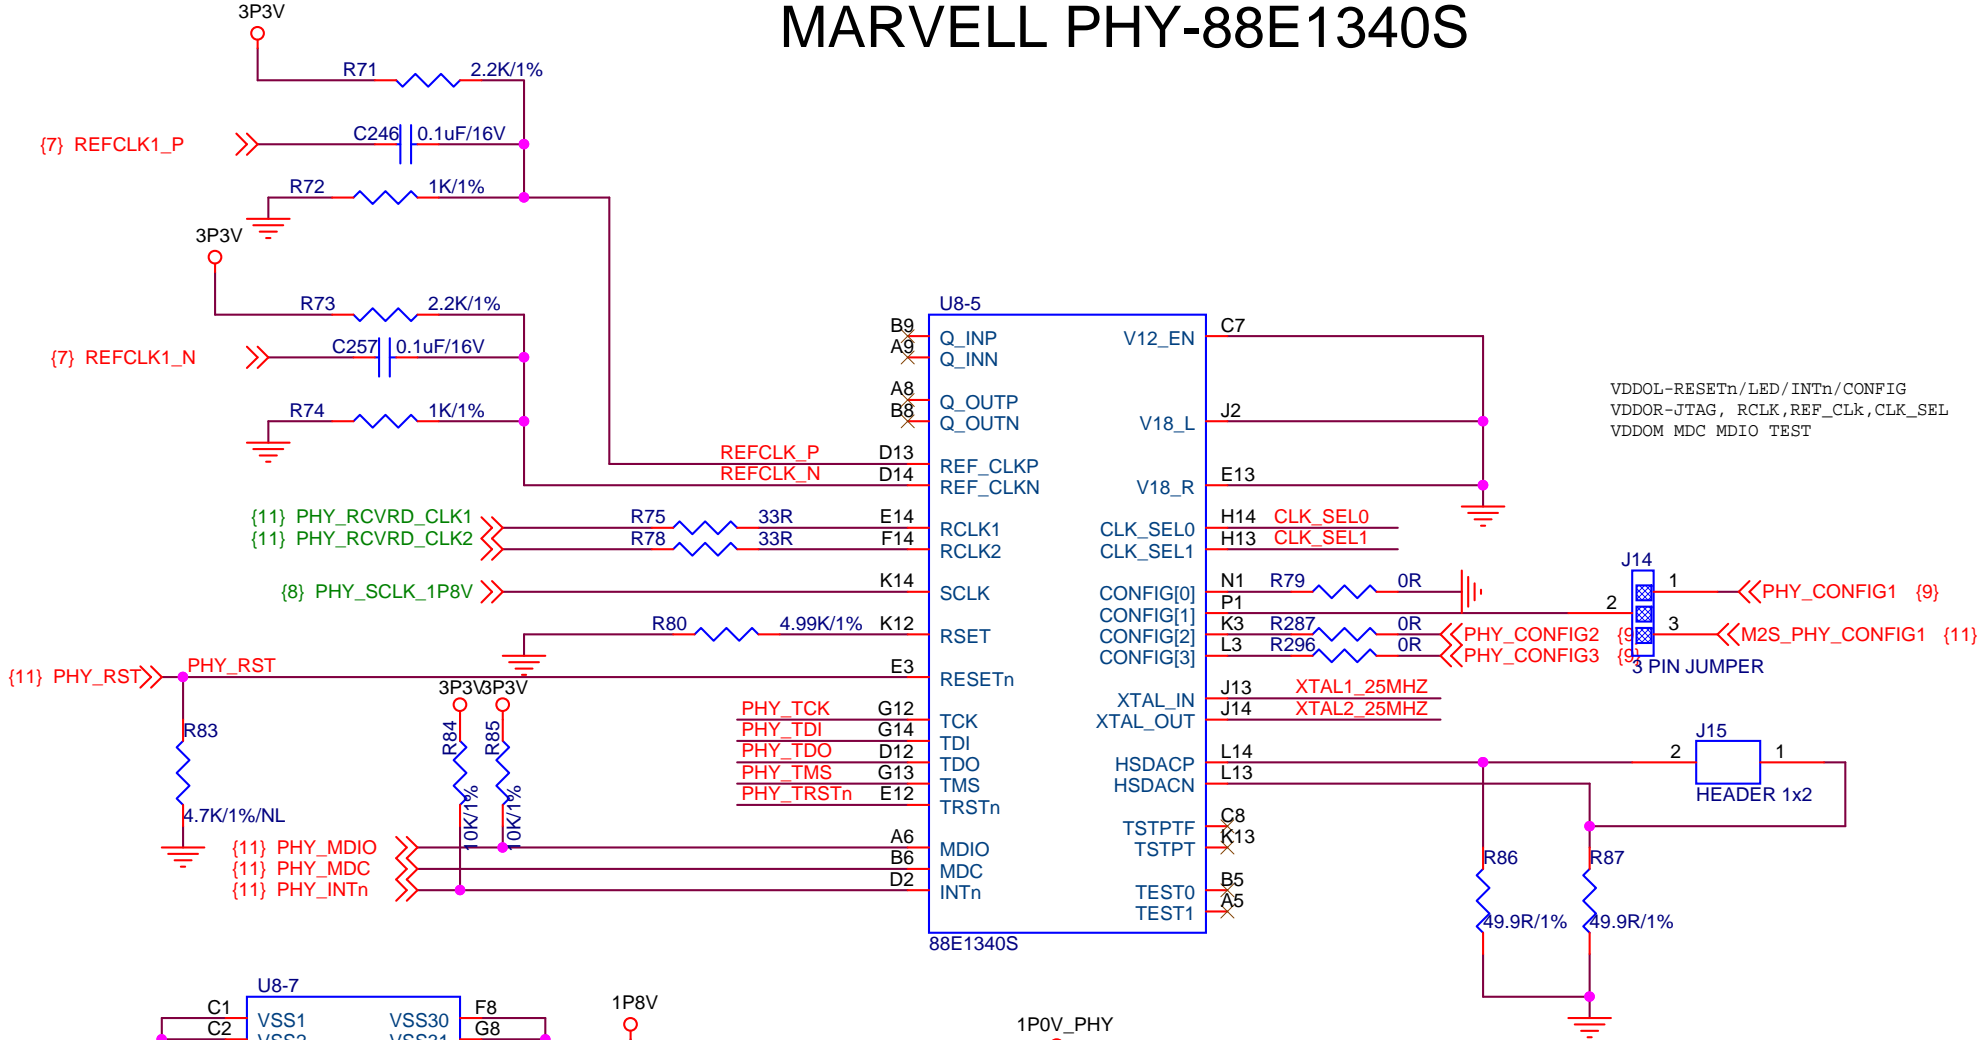 MARVELL PHY-88E1340S
3P3V
R71 2.2K/1%
{7} REFCLK1_P
C246 0.1uF/16V
R72 1K/1%
3P3V
R73 2.2K/1%
{7} REFCLK1_N
C257 0.1uF/16V
R74 1K/1%
REFCLK_P
REFCLK_N
{11} PHY_RCVRD_CLK1
R75 33R
{11} PHY_RCVRD_CLK2
R78 33R
{8} PHY_SCLK_1P8V
R80 4.99K/1%
{11} PHY_RST
PHY_RST
R83
4.7K/1%/NL
3P3V
3P3V
R84
R85
10K/1%
10K/1%
PHY_TCK
PHY_TDI
PHY_TDO
PHY_TMS
PHY_TRSTn
{11} PHY_MDIO
{11} PHY_MDC
{11} PHY_INTn
U8-5
B9 Q_INP
A9 Q_INN
A8 Q_OUTP
B8 Q_OUTN
D13 REF_CLKP
D14 REF_CLKN
E14 RCLK1
F14 RCLK2
K14 SCLK
K12 RSET
E3 RESETn
G12 TCK
G14 TDI
D12 TDO
G13 TMS
E12 TRSTn
A6 MDIO
B6 MDC
D2 INTn
V12_EN C7
V18_L J2
V18_R E13
CLK_SEL0 H14 CLK_SEL0
CLK_SEL1 H13 CLK_SEL1
CONFIG[0] N1 R79 0R
CONFIG[1] P1
CONFIG[2] K3 R287 0R PHY_CONFIG2 {9}
CONFIG[3] L3 R296 0R PHY_CONFIG3 {9}
XTAL_IN J13 XTAL1_25MHZ
XTAL_OUT J14 XTAL2_25MHZ
HSDACP L14
HSDACN L13
TSTPTF C8
TSTPT K13
TEST0 B5
TEST1 A5
88E1340S
VDDOL-RESETn/LED/INTn/CONFIG
VDDOR-JTAG, RCLK,REF_CLk,CLK_SEL
VDDOM MDC MDIO TEST
J14
1 PHY_CONFIG1 {9}
2
3 M2S_PHY_CONFIG1 {11}
3 PIN JUMPER
J15
2 1
HEADER 1x2
R86
49.9R/1%
R87
49.9R/1%
U8-7
C1 VSS1 VSS30 F8
C2 VSS2 VSS31 G8
1P8V
1P0V_PHY